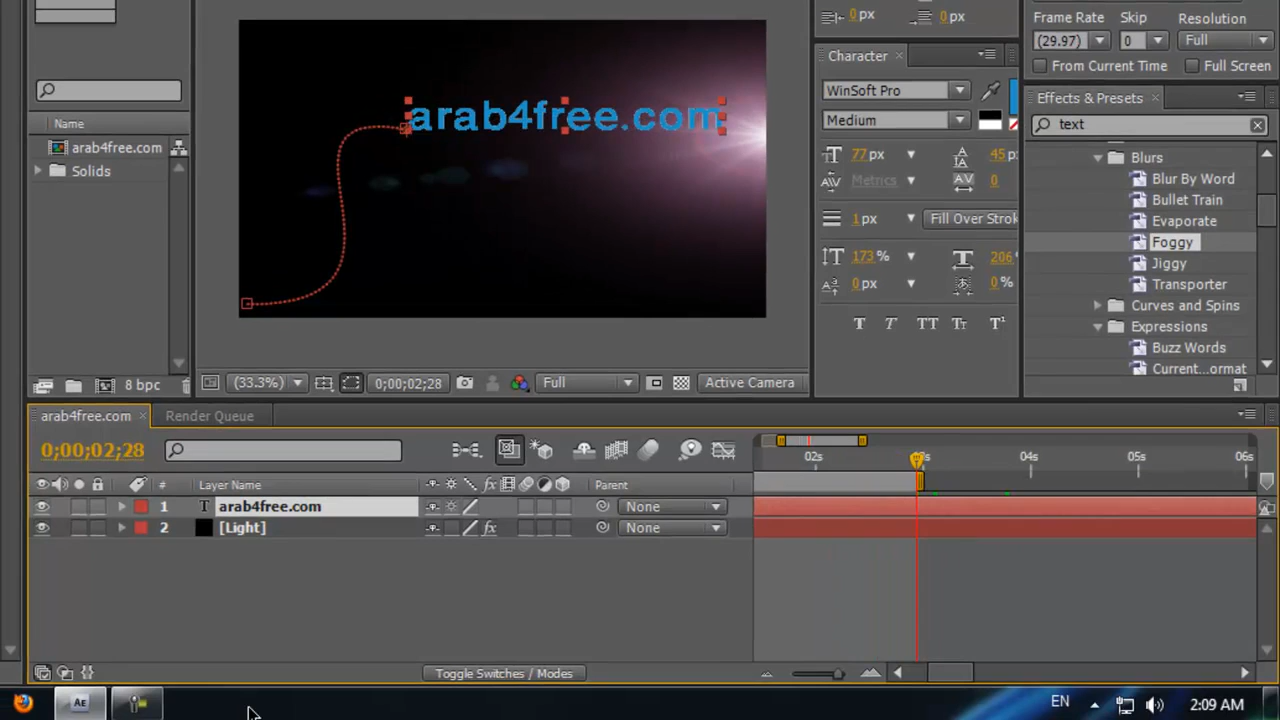 0 px
0 px
Frame Rate
Skip
Resolution
(29.97)
0
Full
From Current Time
Full Screen
Character
Effects & Presets
WinSoft Pro
Medium
text
Name
arab4free.com
Solids
arab4free.com
77 px
45 p
Metrics
0
1 px
Fill Over Strok
173 %
206
0 px
0 %
T T TT Tt T¹
Blurs
Blur By Word
Bullet Train
Evaporate
Foggy
Jiggy
Transporter
Curves and Spins
Expressions
Buzz Words
Current...ormat
8 bpc
(33.3%)
0;00;02;28
Full
Active Camera
arab4free.com
Render Queue
0;00;02;28
02s
s
04s
05s
06s
#
Layer Name
fx
Parent
1
T
arab4free.com
None
2
[Light]
fx
None
Toggle Switches / Modes
AE
EN
2:09 AM